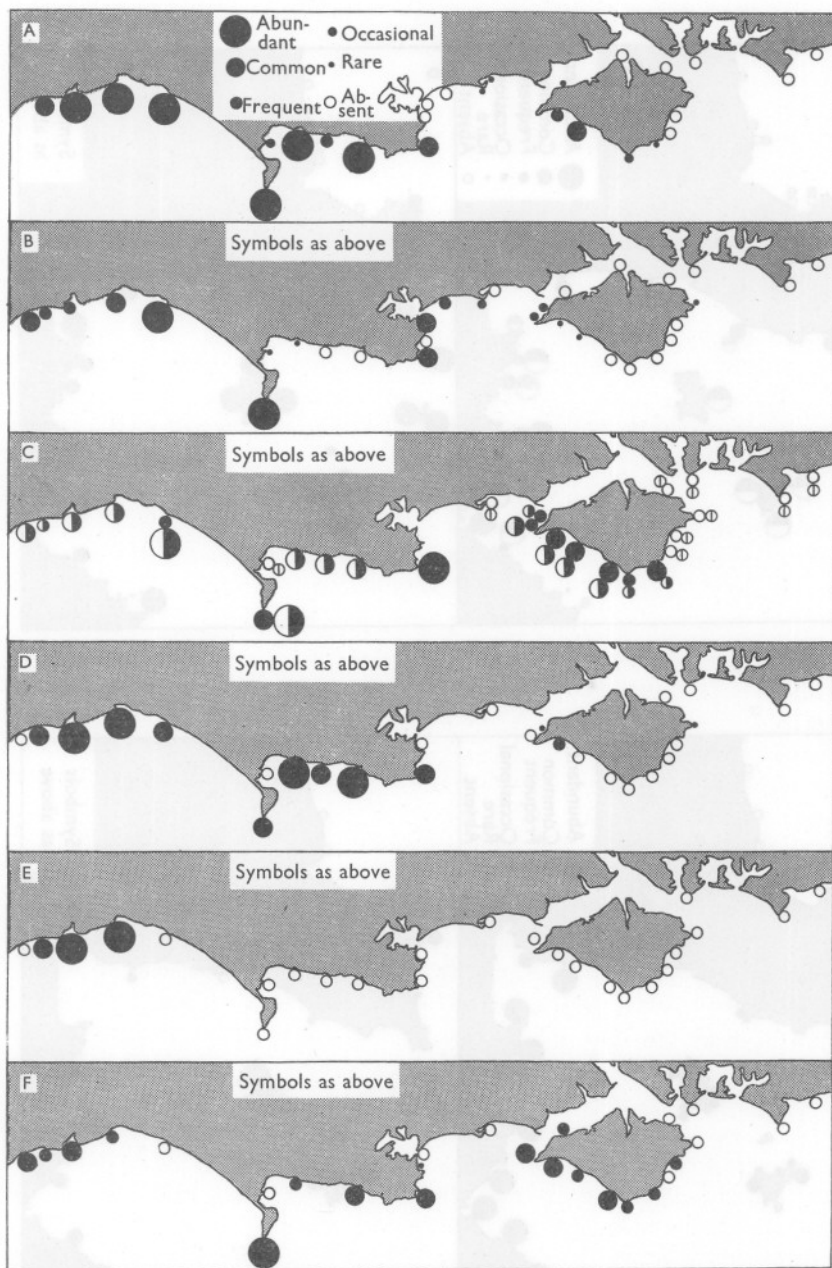 A
Abun-
dant
Occasional
Common
Rare
Frequent
Ab-
sent
B
Symbols as above
C
Symbols as above
D
Symbols as above
E
Symbols as above
F
Symbols as above